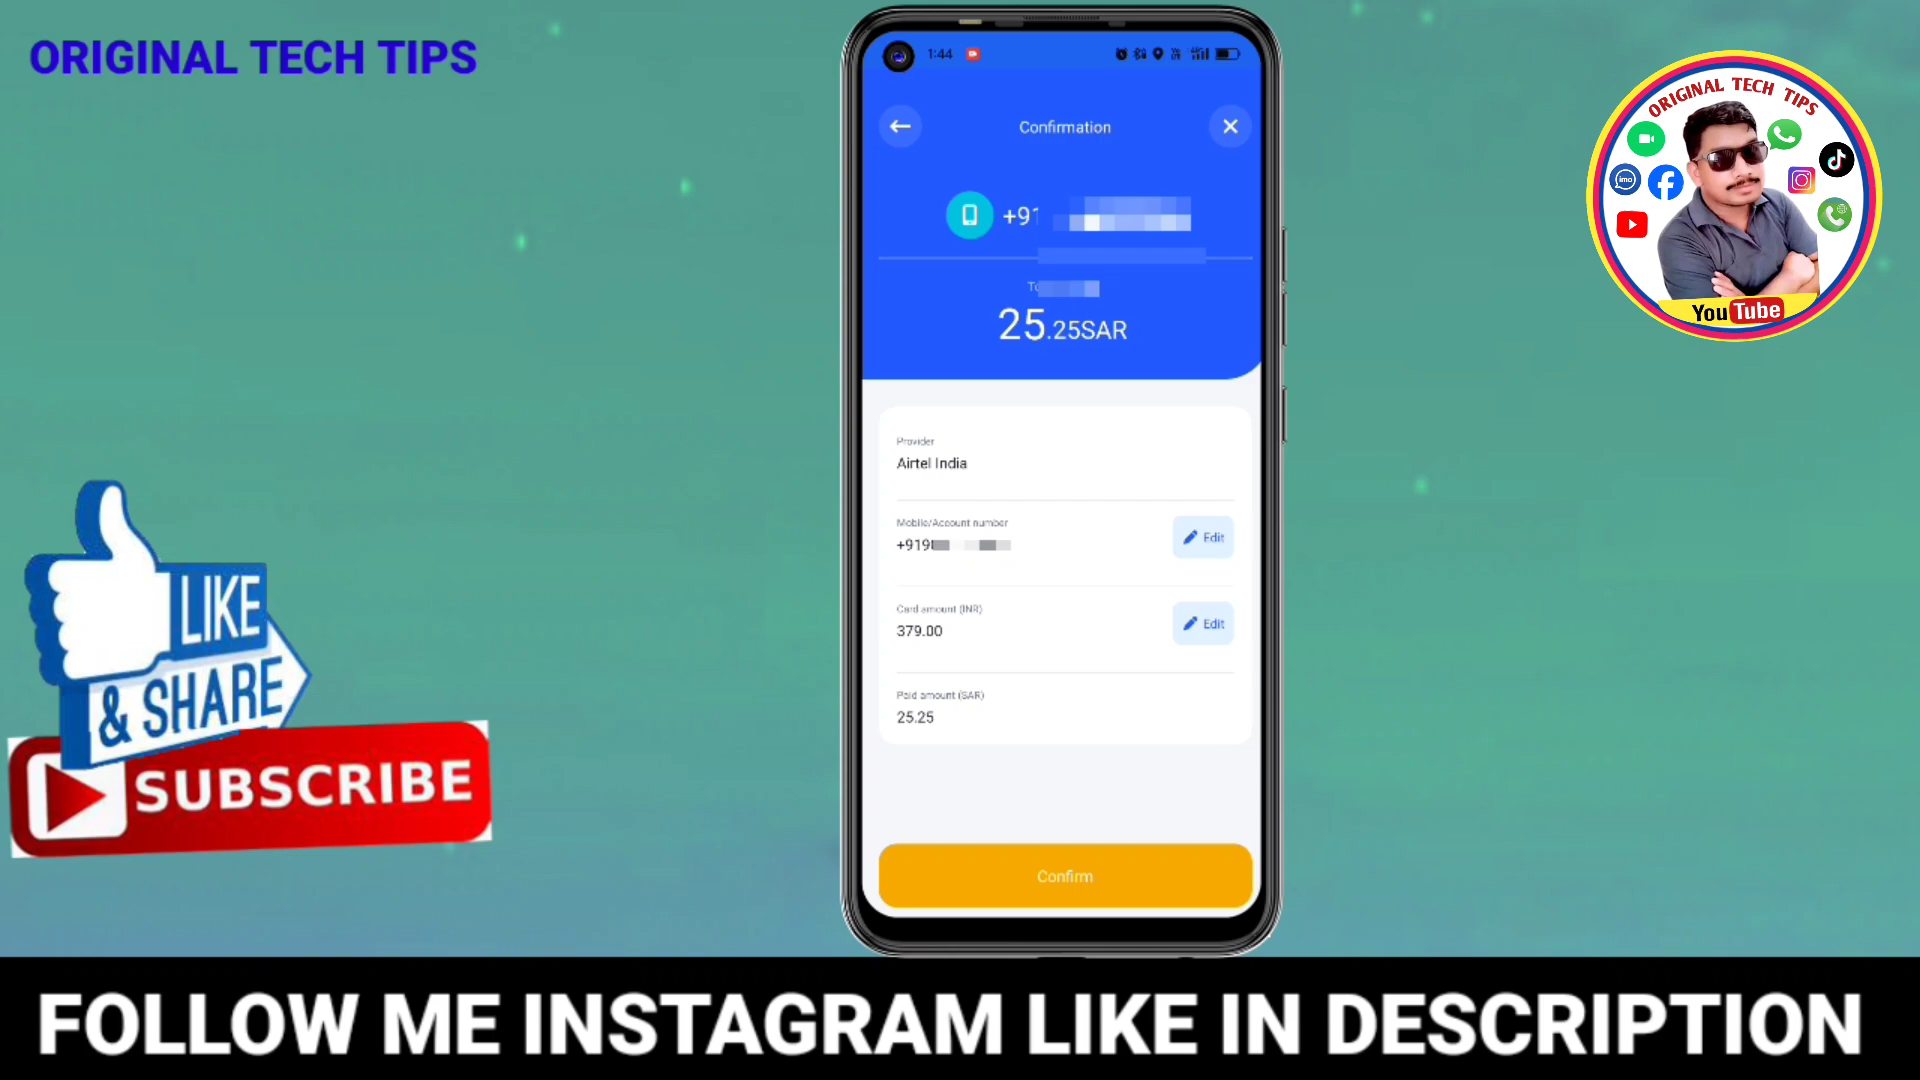 ORIGINAL TECH TIPS
1:44
Confirmation
+91
25.25SAR
Provider
Airtel India
Mobile/Account number
+919
Edit
Card amount (INR)
379.00
Edit
Paid amount (SAR)
25.25
Confirm
ORIGINAL TECH TIPS
imo
YouTube
LIKE
& SHARE
SUBSCRIBE
FOLLOW ME INSTAGRAM LIKE IN DESCRIPTION